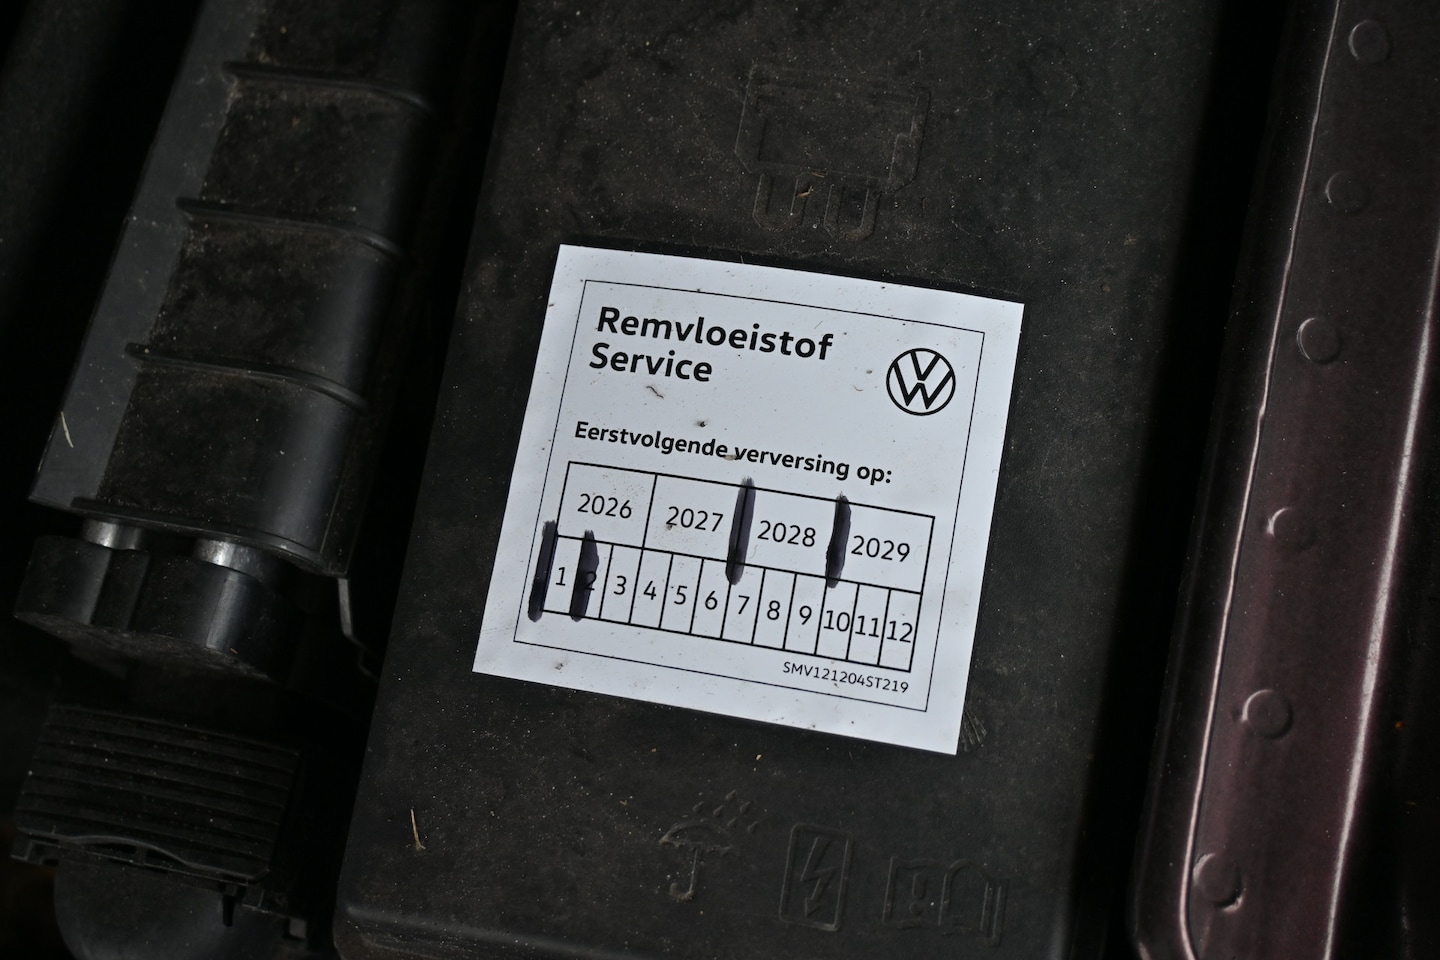 Remvloeistof
Service
Eerstvolgende verversing op:
2026 2027 2028 2029
1 2 3 4 5 6 7 8 9 10 11 12
SMV121204ST219